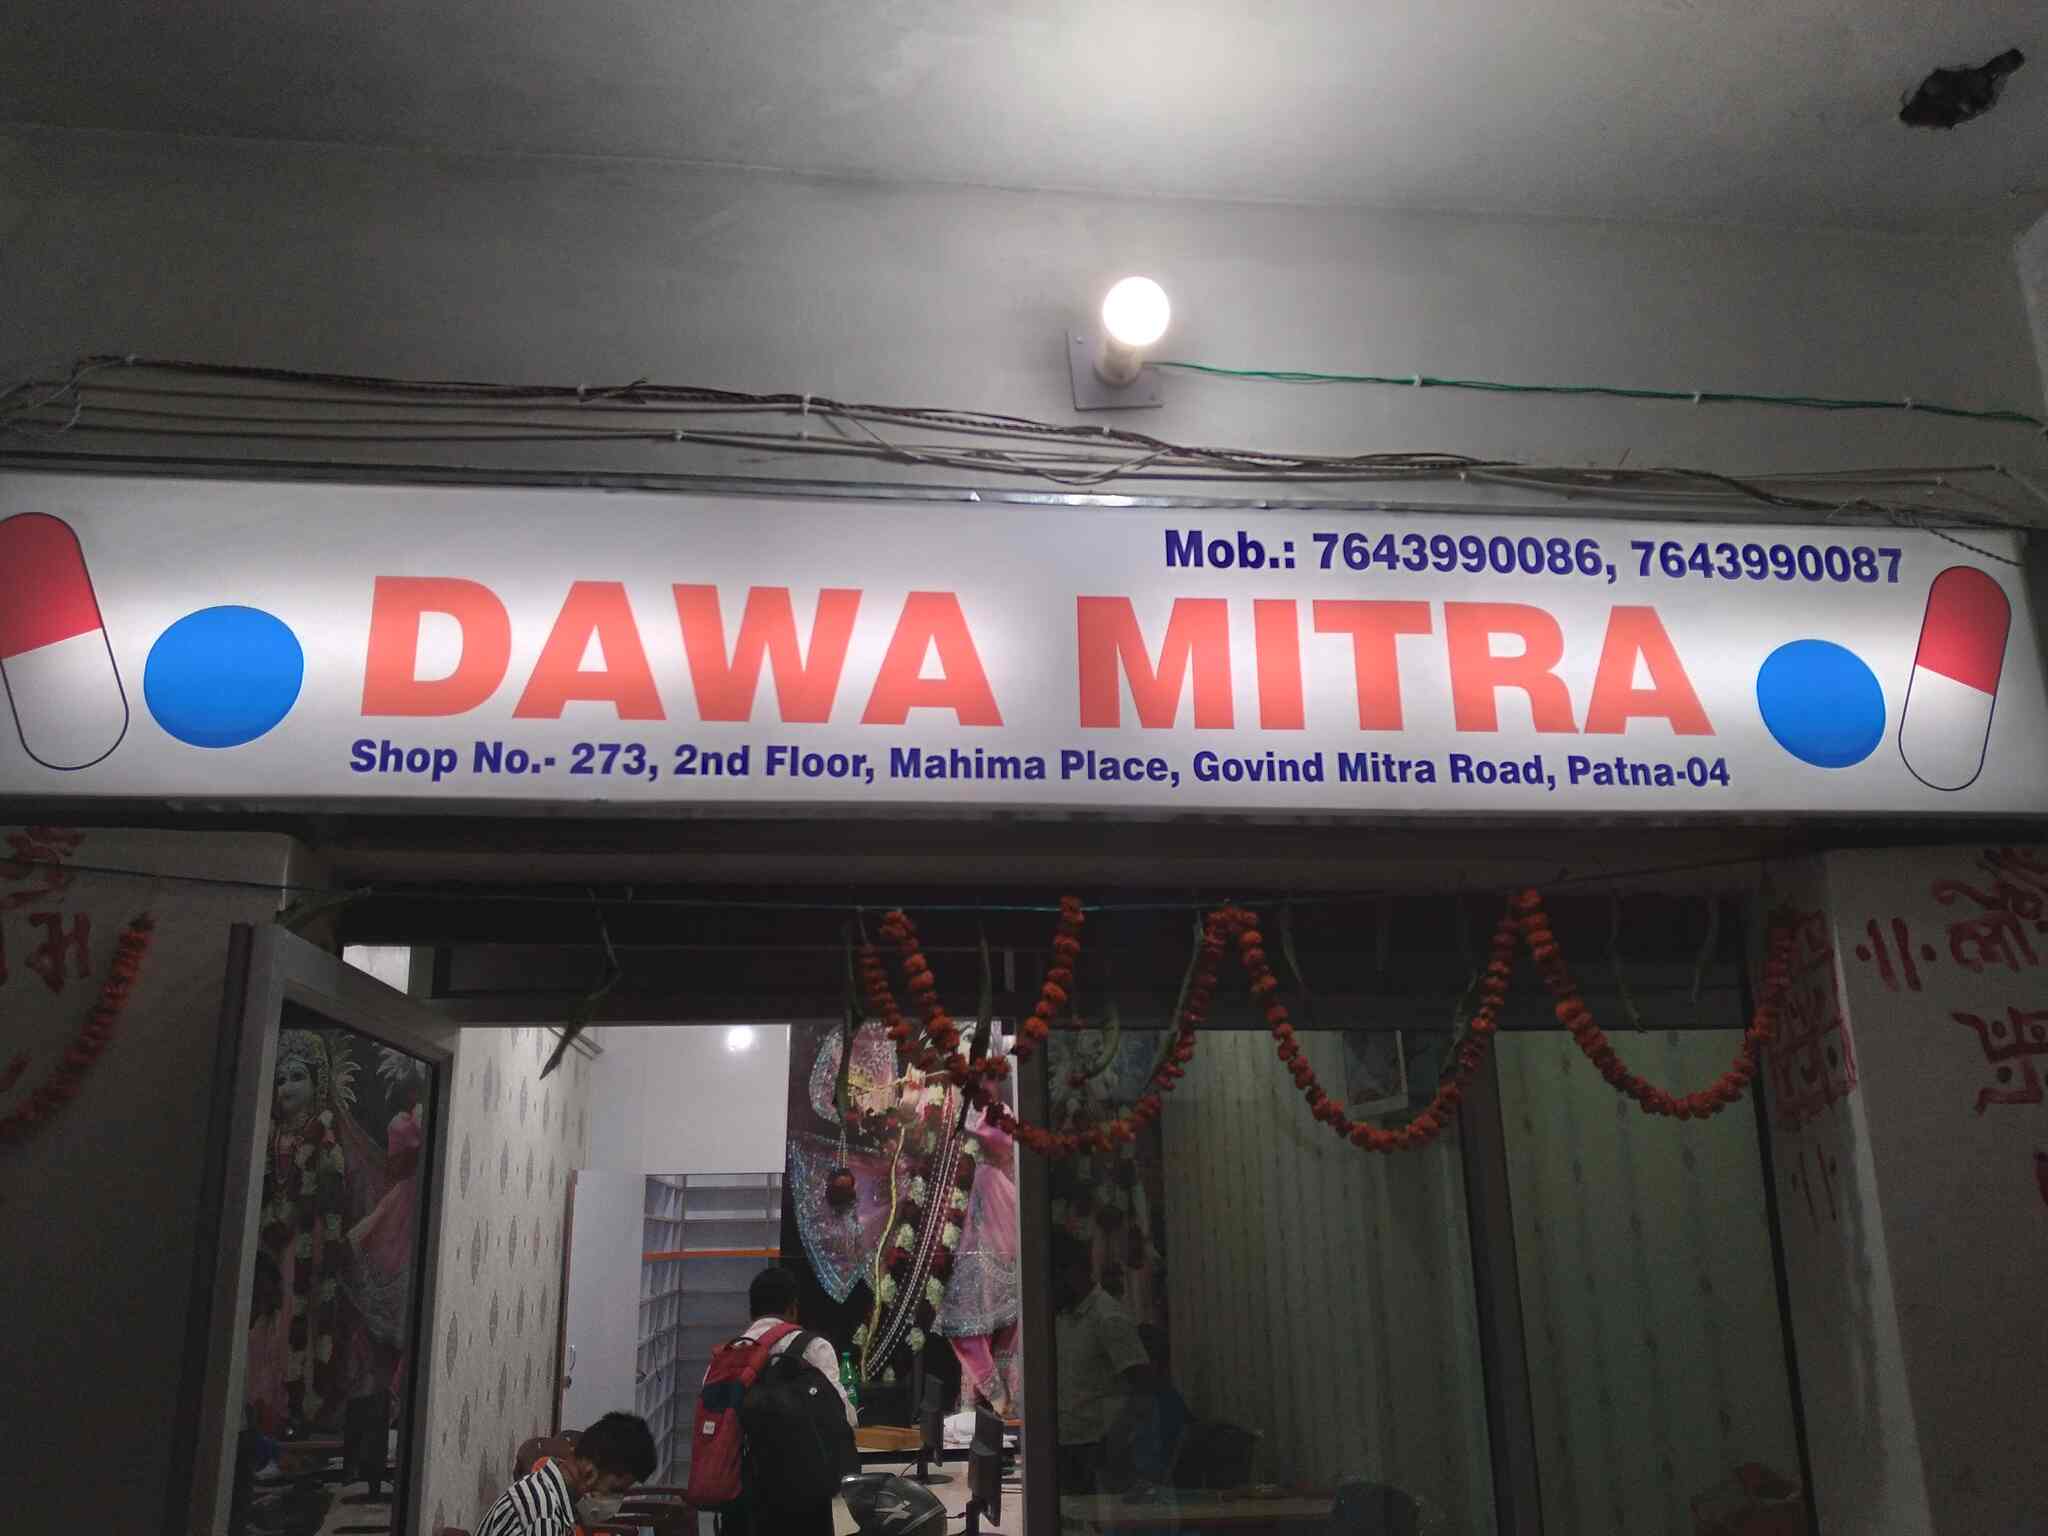 Mob.: 7643990086, 7643990087
DAWA MITRA
Shop No.- 273, 2nd Floor, Mahima Place, Govind Mitra Road, Patna-04